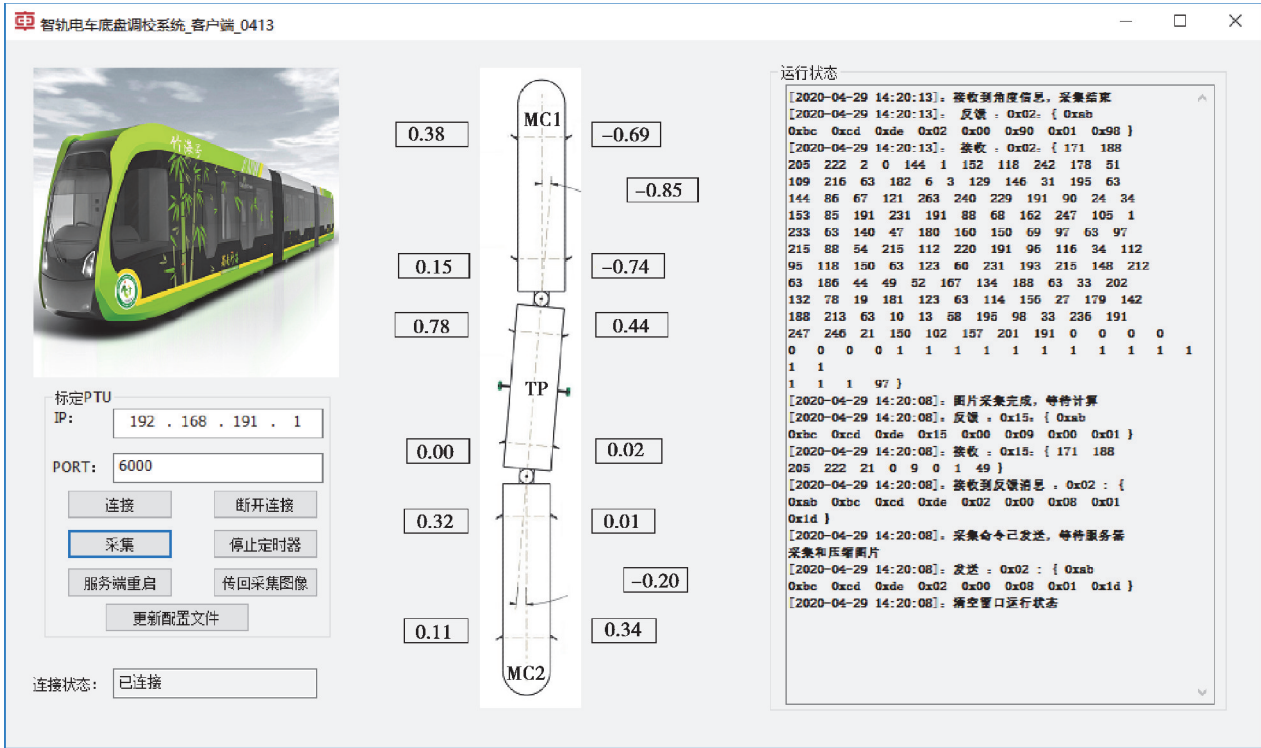 智轨电车底盘调校系统_客户端_0413
竹海号
标定PTU
IP: 192 . 168 . 191 . 1
PORT: 6000
连接 断开连接
采集 停止定时器
服务端重启 传回采集图像
更新配置文件
连接状态: 已连接
MC1
0.38 -0.69
-0.85
0.15 -0.74
0.78 0.44
TP
0.00 0.02
0.32 0.01
-0.20
0.11 0.34
MC2
运行状态
[2020-04-29 14:20:13]: 接收到角度信息, 采集结束
[2020-04-29 14:20:13]: 反馈 : 0x02: { 0xab
0xbc 0xcd 0xde 0x02 0x00 0x90 0x01 0x98 }
[2020-04-29 14:20:13]: 接收 : 0x02: { 171 188
205 222 2 0 144 1 152 118 242 178 51
109 216 63 182 6 3 129 146 31 195 63
144 86 67 121 263 240 229 191 90 24 34
153 85 191 231 191 88 68 162 247 105 1
233 63 140 47 180 160 150 69 97 63 97
215 88 54 215 112 220 191 96 116 34 112
95 118 150 63 123 60 231 193 215 148 212
63 186 44 49 52 167 134 188 63 33 202
132 78 19 181 123 63 114 156 27 179 142
188 213 63 10 13 58 195 98 33 236 191
247 246 21 150 102 157 201 191 0 0 0 0
0 0 0 0 1 1 1 1 1 1 1 1 1 1 1
1 1
1 1 1 97 }
[2020-04-29 14:20:08]: 图片采集完成, 等待计算
[2020-04-29 14:20:08]: 反馈 : 0x15: { 0xab
0xbc 0xcd 0xde 0x15 0x00 0x09 0x00 0x01 }
[2020-04-29 14:20:08]: 接收 : 0x15: { 171 188
205 222 21 0 9 0 1 49 }
[2020-04-29 14:20:08]: 接收到反馈消息 : 0x02 : {
0xab 0xbc 0xcd 0xde 0x02 0x00 0x08 0x01
0x1d }
[2020-04-29 14:20:08]: 采集命令已发送, 等待服务器
采集和压缩图片
[2020-04-29 14:20:08]: 发送 : 0x02 : { 0xab
0xbc 0xcd 0xde 0x02 0x00 0x08 0x01 0x1d }
[2020-04-29 14:20:08]: 清空窗口运行状态